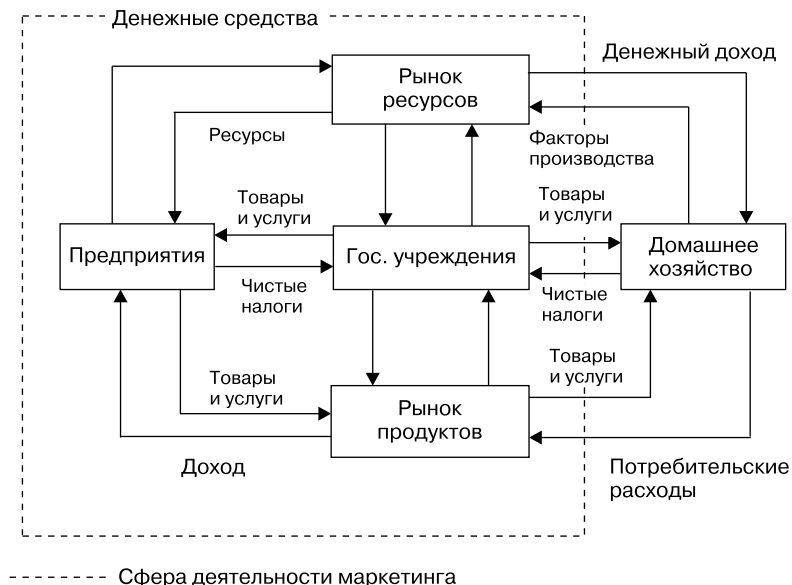 Денежные средства
Денежный доход
Рынок
ресурсов
Ресурсы
Факторы
производства
Товары
и услуги
Товары
и услуги
Предприятия
Гос. учреждения
Домашнее
хозяйство
Чистые
налоги
Чистые
налоги
Товары
и услуги
Товары
и услуги
Рынок
продуктов
Доход
Потребительские
расходы
Сфера деятельности маркетинга